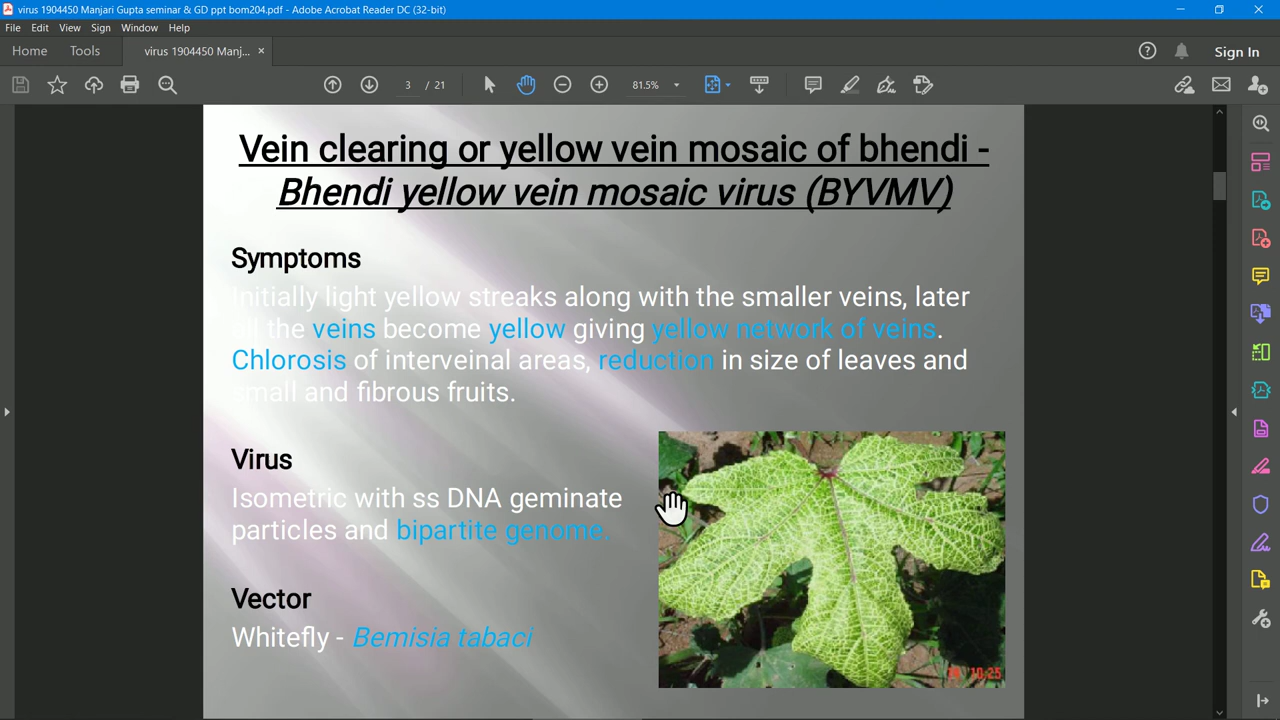 virus 1904450 Manjari Gupta seminar & GD ppt bom204.pdf - Adobe Acrobat Reader DC (32-bit)
File Edit View Sign Window Help
Home Tools virus 1904450 Manj... × Sign In
3 / 21 81.5%
Vein clearing or yellow vein mosaic of bhendi -
Bhendi yellow vein mosaic virus (BYVMV)
Symptoms
Initially light yellow streaks along with the smaller veins, later
all the veins become yellow giving yellow network of veins.
Chlorosis of interveinal areas, reduction in size of leaves and
small and fibrous fruits.
Virus
Isometric with ss DNA geminate
particles and bipartite genome.
Vector
Whitefly - Bemisia tabaci